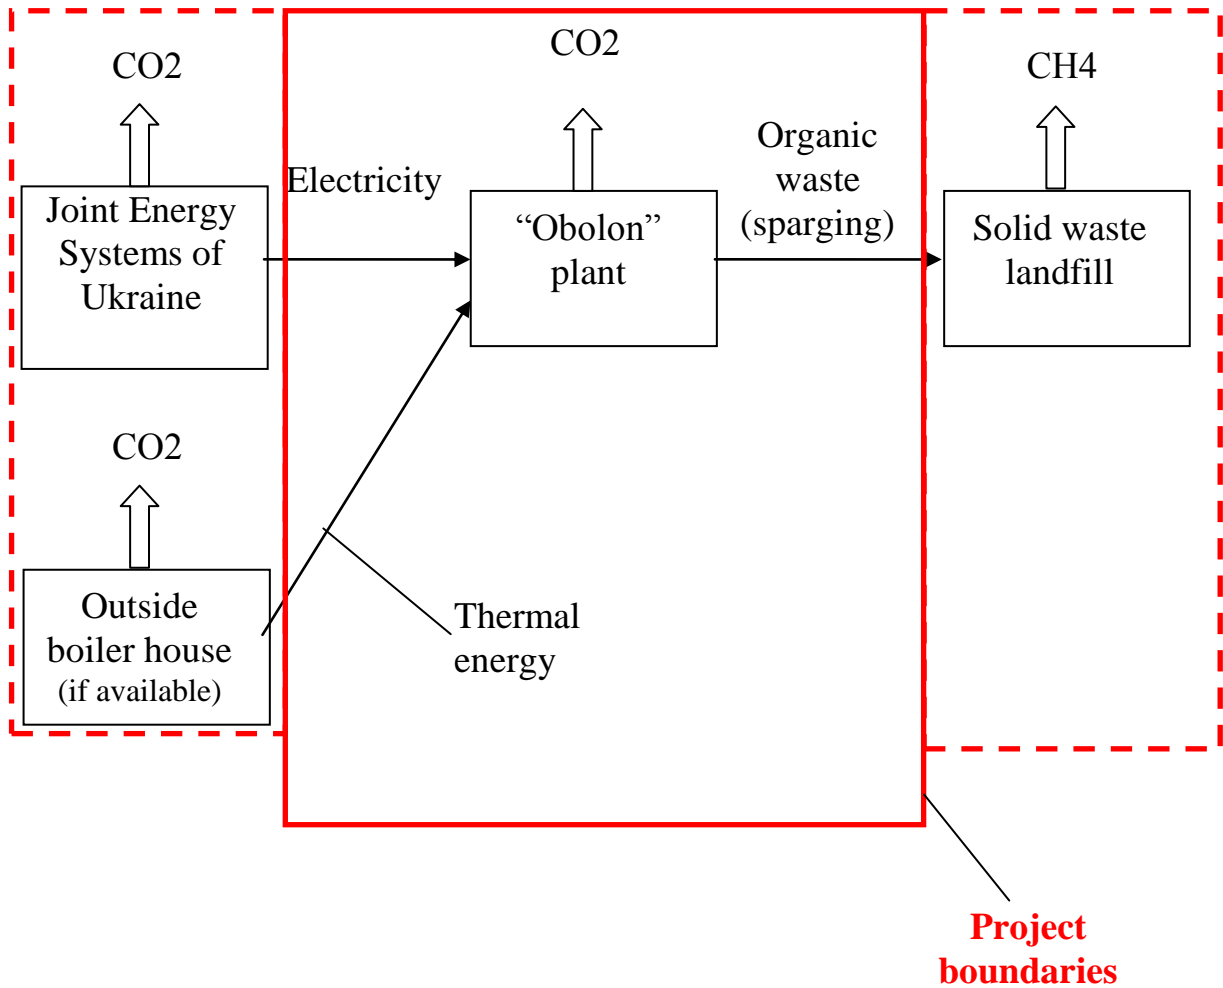 CO2
CO2
CH4
Electricity
Organic
waste
(sparging)
Joint Energy
Systems of
Ukraine
“Obolon”
plant
Solid waste
landfill
CO2
Outside
boiler house
(if available)
Thermal
energy
Project
boundaries